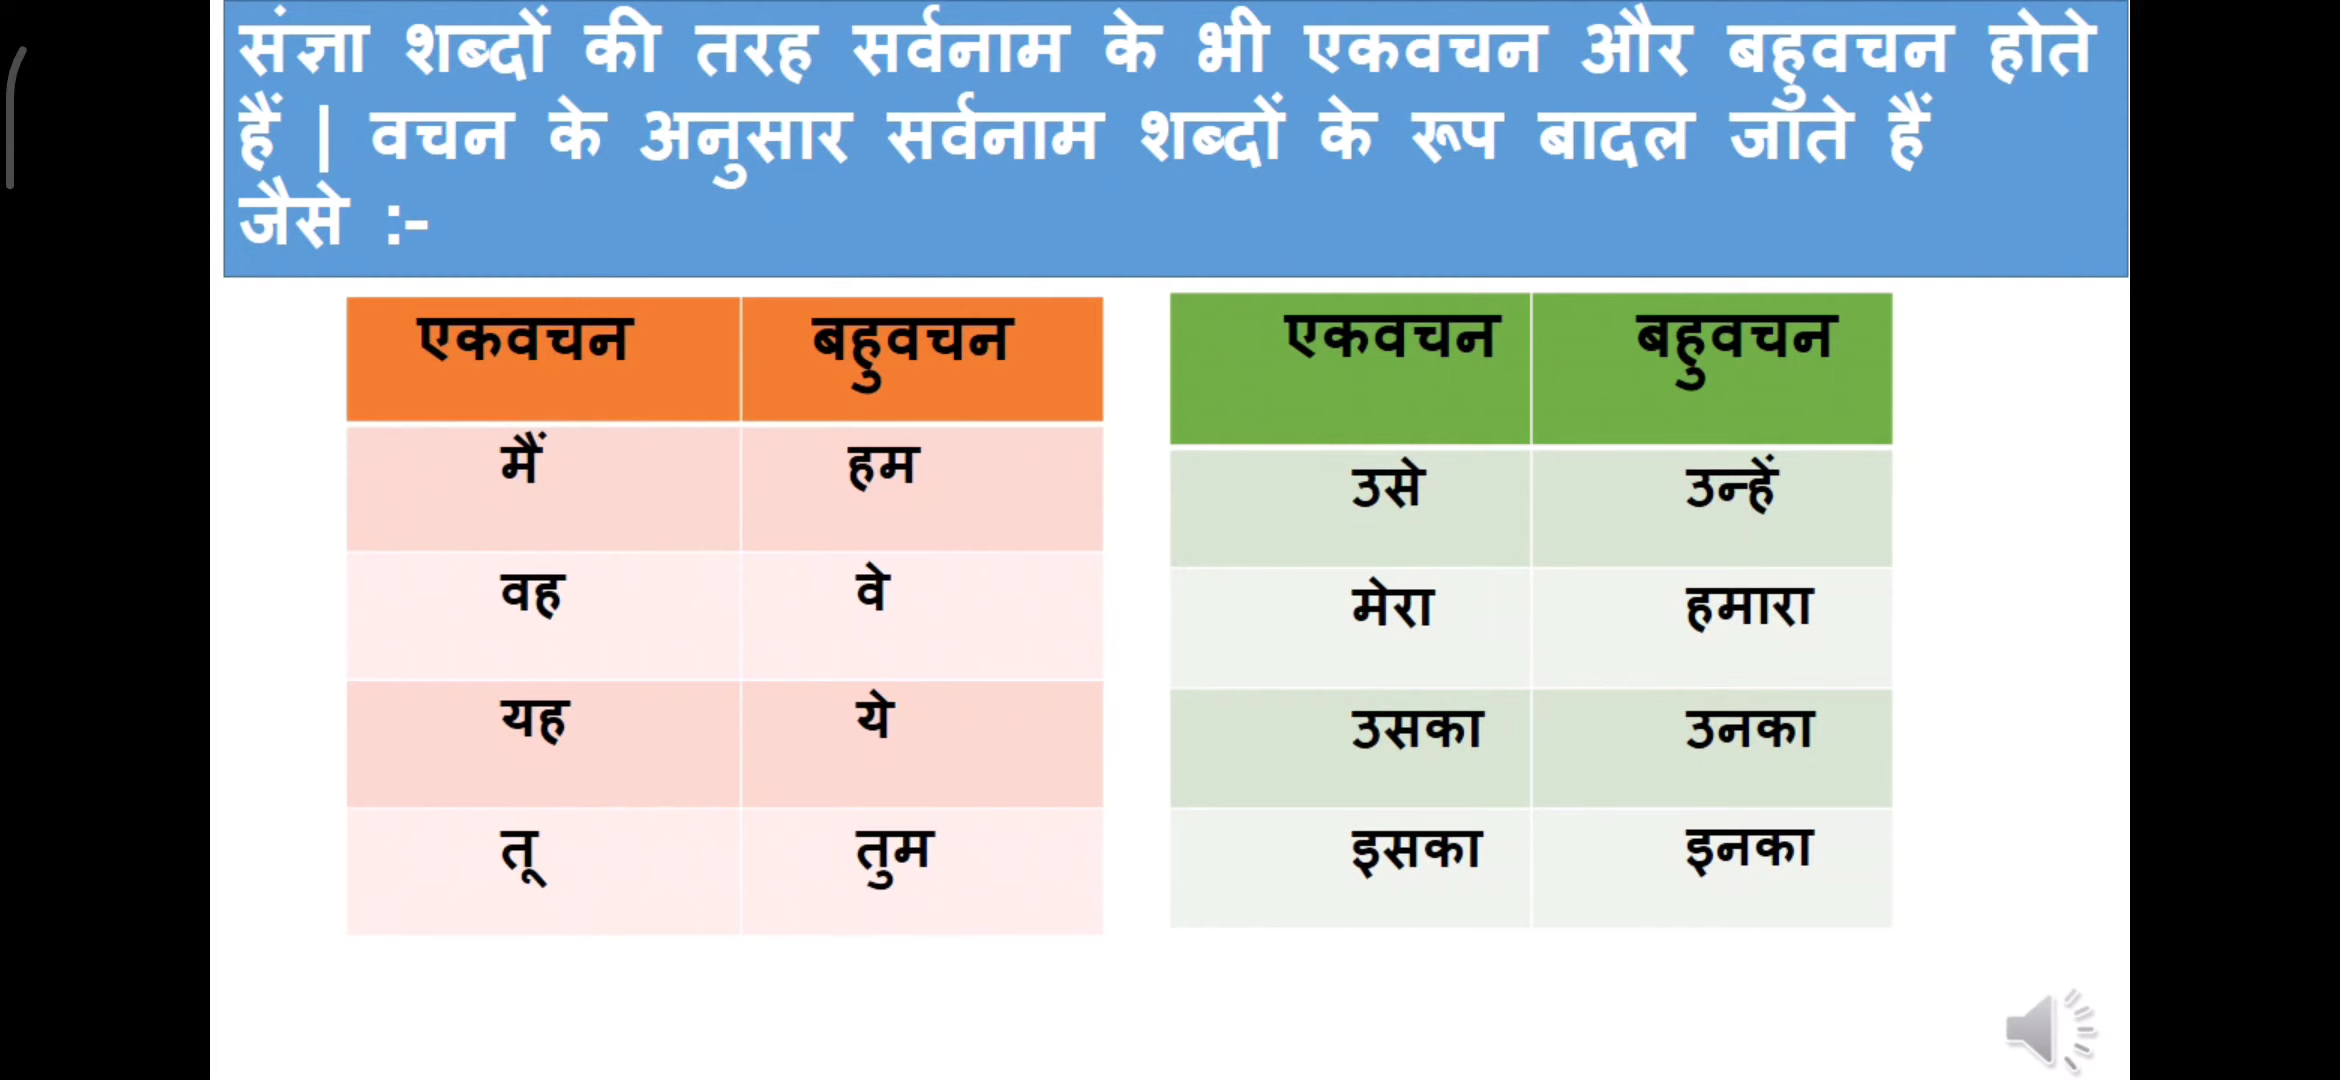 संज्ञा शब्दों की तरह सर्वनाम के भी एकवचन और बहुवचन होते
हैं | वचन के अनुसार सर्वनाम शब्दों के रूप बादल जाते हैं
जैसे :-
एकवचन बहुवचन
मैं हम
वह वे
यह ये
तू तुम
एकवचन बहुवचन
उसे उन्हें
मेरा हमारा
उसका उनका
इसका इनका